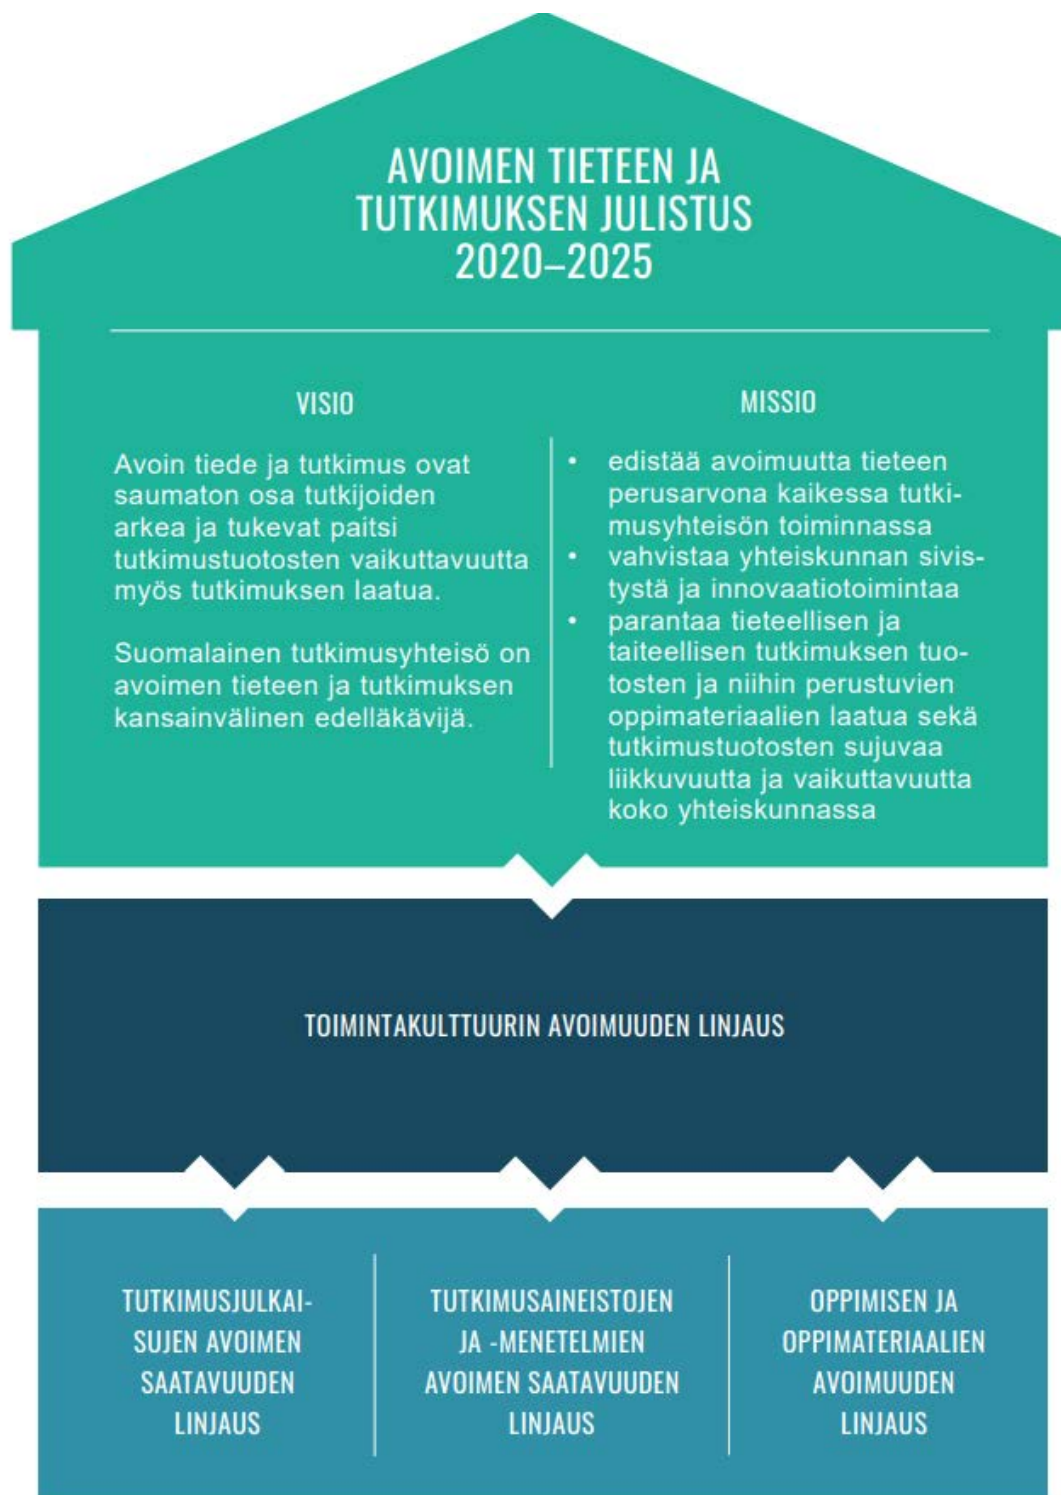 AVOIMEN TIETEEN JA
TUTKIMUKSEN JULISTUS
2020–2025
VISIO
Avoin tiede ja tutkimus ovat
saumaton osa tutkijoiden
arkea ja tukevat paitsi
tutkimustuotosten vaikuttavuutta
myös tutkimuksen laatua.
Suomalainen tutkimusyhteisö on
avoimen tieteen ja tutkimuksen
kansainvälinen edelläkävijä.
MISSIO
• edistää avoimuutta tieteen
perusarvona kaikessa tutki-
musyhteisön toiminnassa
• vahvistaa yhteiskunnan sivis-
tystä ja innovaatiotoimintaa
• parantaa tieteellisen ja
taiteellisen tutkimuksen tuo-
tosten ja niihin perustuvien
oppimateriaalien laatua sekä
tutkimustuotosten sujuvaa
liikkuvuutta ja vaikuttavuutta
koko yhteiskunnassa
TOIMINTAKULTTUURIN AVOIMUUDEN LINJAUS
TUTKIMUSJULKAI-
SUJEN AVOIMEN
SAATAVUUDEN
LINJAUS
TUTKIMUSAINEISTOJEN
JA -MENETELMIEN
AVOIMEN SAATAVUUDEN
LINJAUS
OPPIMISEN JA
OPPIMATERIAALIEN
AVOIMUUDEN
LINJAUS